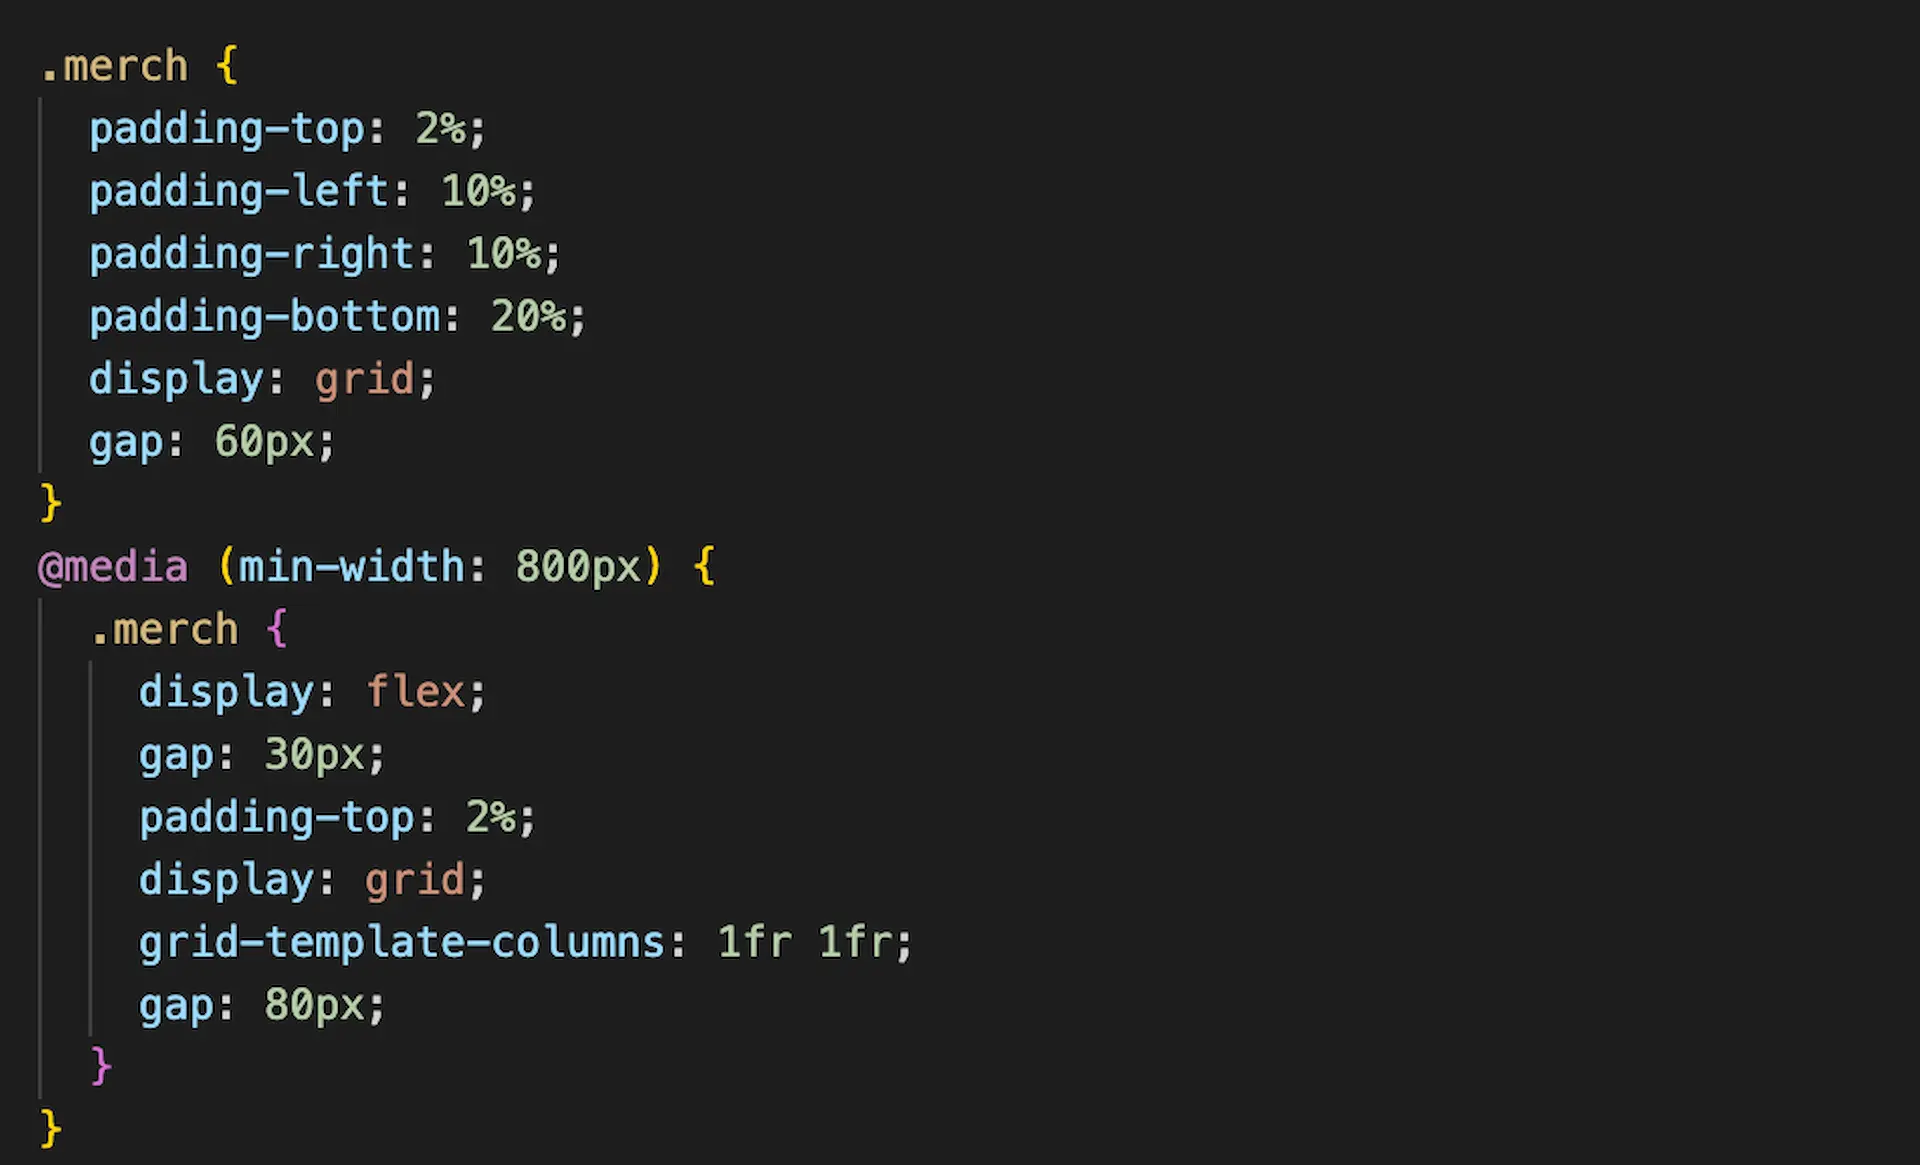 .merch {
  padding-top: 2%;
  padding-left: 10%;
  padding-right: 10%;
  padding-bottom: 20%;
  display: grid;
  gap: 60px;
}
@media (min-width: 800px) {
  .merch {
    display: flex;
    gap: 30px;
    padding-top: 2%;
    display: grid;
    grid-template-columns: 1fr 1fr;
    gap: 80px;
  }
}